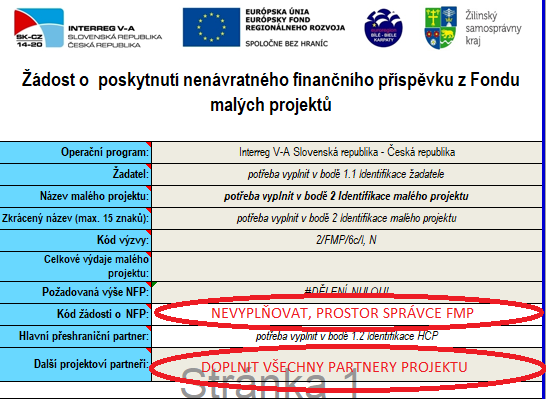 SK-CZ
14-20
INTERREG V-A
SLOVENSKÁ REPUBLIKA
ČESKÁ REPUBLIKA
EURÓPSKA ÚNIA
EURÓPSKY FOND
REGIONÁLNEHO ROZVOJA
SPOLOČNE BEZ HRANÍC
BÍLÉ - BIELE
KARPATY
Žilinský
samosprávny
kraj
Žádost o poskytnutí nenávratného finančního příspěvku z Fondu
malých projektů
Operační program: Interreg V-A Slovenská republika - Česká republika
Žadatel: potřeba vyplnit v bodě 1.1 Identifikace žadatele
Název malého projektu: potřeba vyplnit v bodě 2 Identifikace malého projektu
Zkrácený název (max. 15 znaků): potřeba vyplnit v bodě 2 Identifikace malého projektu
Kód výzvy: 2/FMP/6c/I, N
Celkové výdaje malého
projektu:
Požadovaná výše NFP: #DĚLENÍ_NULOU!
Kód žádosti o NFP: NEVYPLŇOVAT, PROSTOR SPRÁVCE FMP
Hlavní přeshraniční partner: potřeba vyplnit v bodě 1.2 Identifikace HCP
Další projektoví partneři: DOPLNIT VŠECHNY PARTNERY PROJEKTU
Stránka 1